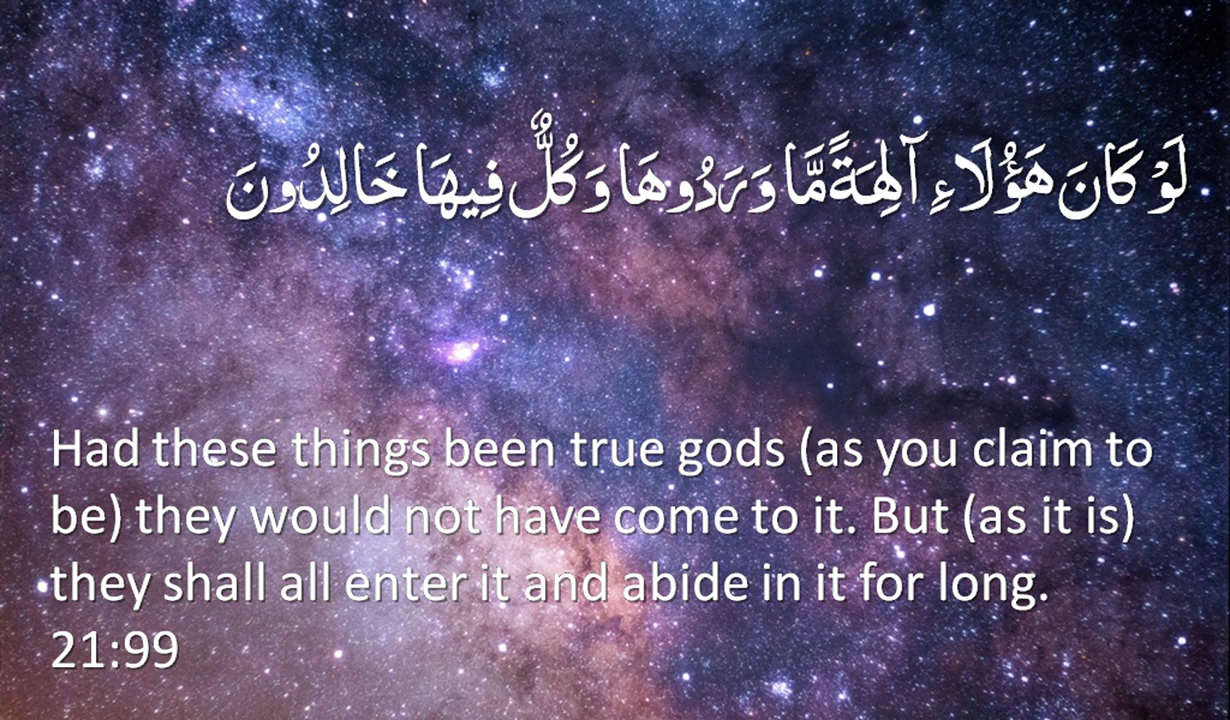 لَوْ كَانَ هَؤُلَاءِ آلِهَةً مَّا وَرَدُوهَا وَكُلٌّ فِيهَا خَالِدُونَ
Had these things been true gods (as you claim to
be) they would not have come to it. But (as it is)
they shall all enter it and abide in it for long.
21:99